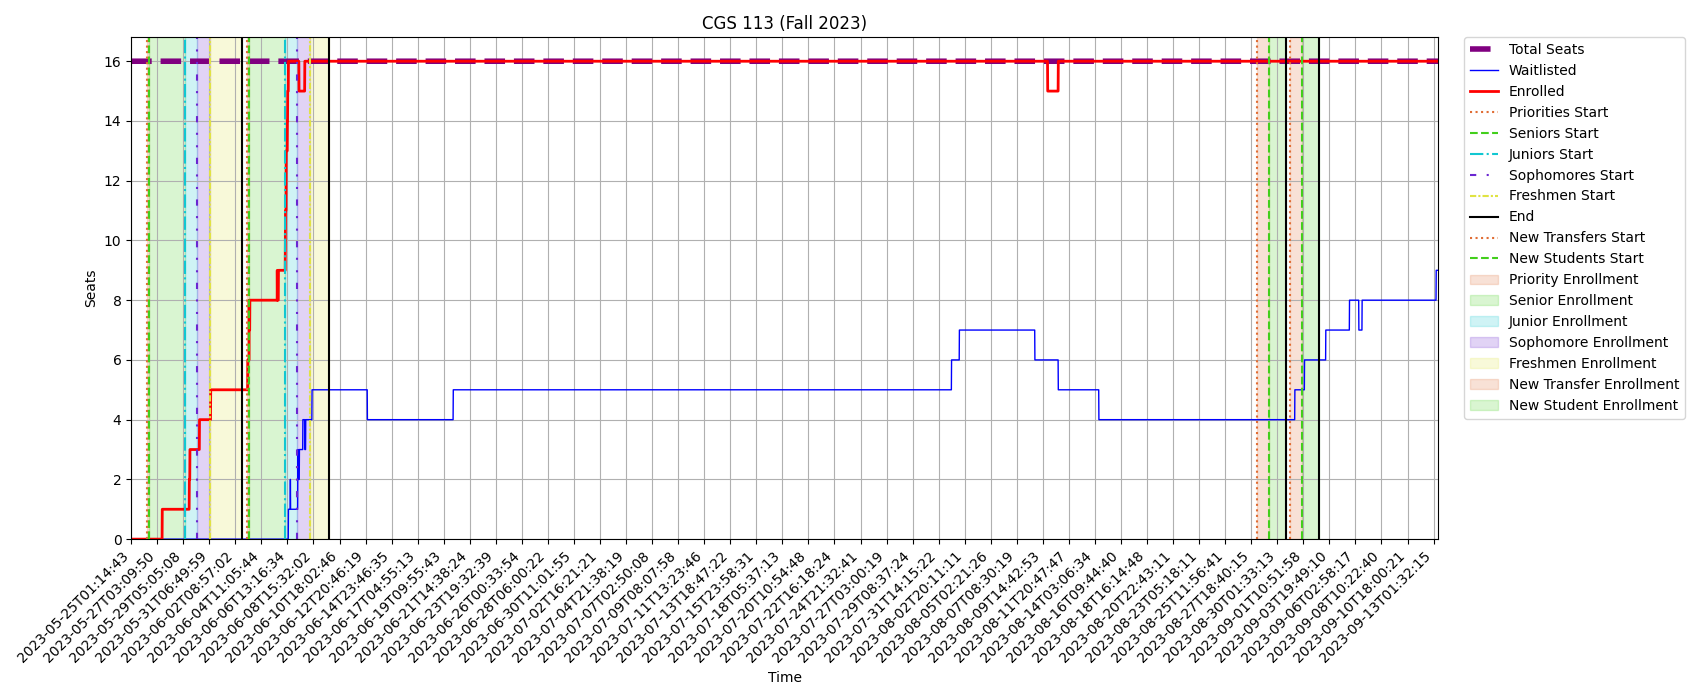 CGS 113 (Fall 2023)
Seats
16
14
12
10
8
6
4
2
0
2023-05-25T01:14:43
2023-05-27T03:09:50
2023-05-29T05:05:08
2023-05-31T06:49:59
2023-06-02T08:57:02
2023-06-04T11:05:44
2023-06-06T13:16:34
2023-06-08T15:32:02
2023-06-10T18:02:46
2023-06-12T20:46:19
2023-06-14T23:46:35
2023-06-17T04:55:13
2023-06-19T09:55:43
2023-06-21T14:38:24
2023-06-23T19:32:39
2023-06-26T00:33:54
2023-06-28T06:00:22
2023-06-30T11:01:55
2023-07-02T16:21:21
2023-07-04T21:38:19
2023-07-07T02:50:08
2023-07-09T08:07:58
2023-07-11T13:23:46
2023-07-13T18:47:22
2023-07-15T23:58:31
2023-07-18T05:37:13
2023-07-20T10:54:48
2023-07-22T16:18:24
2023-07-24T21:32:41
2023-07-27T03:00:19
2023-07-29T08:37:24
2023-07-31T14:15:22
2023-08-02T20:11:11
2023-08-05T02:21:26
2023-08-07T08:30:19
2023-08-09T14:42:53
2023-08-11T20:47:47
2023-08-14T03:06:34
2023-08-16T09:44:40
2023-08-18T16:14:48
2023-08-20T22:43:11
2023-08-23T05:18:11
2023-08-25T11:56:41
2023-08-27T18:40:15
2023-08-30T01:33:13
2023-09-01T10:51:58
2023-09-03T19:49:10
2023-09-06T02:58:17
2023-09-08T10:22:40
2023-09-10T18:00:21
2023-09-13T01:32:15
Time
Total Seats
Waitlisted
Enrolled
Priorities Start
Seniors Start
Juniors Start
Sophomores Start
Freshmen Start
End
New Transfers Start
New Students Start
Priority Enrollment
Senior Enrollment
Junior Enrollment
Sophomore Enrollment
Freshmen Enrollment
New Transfer Enrollment
New Student Enrollment